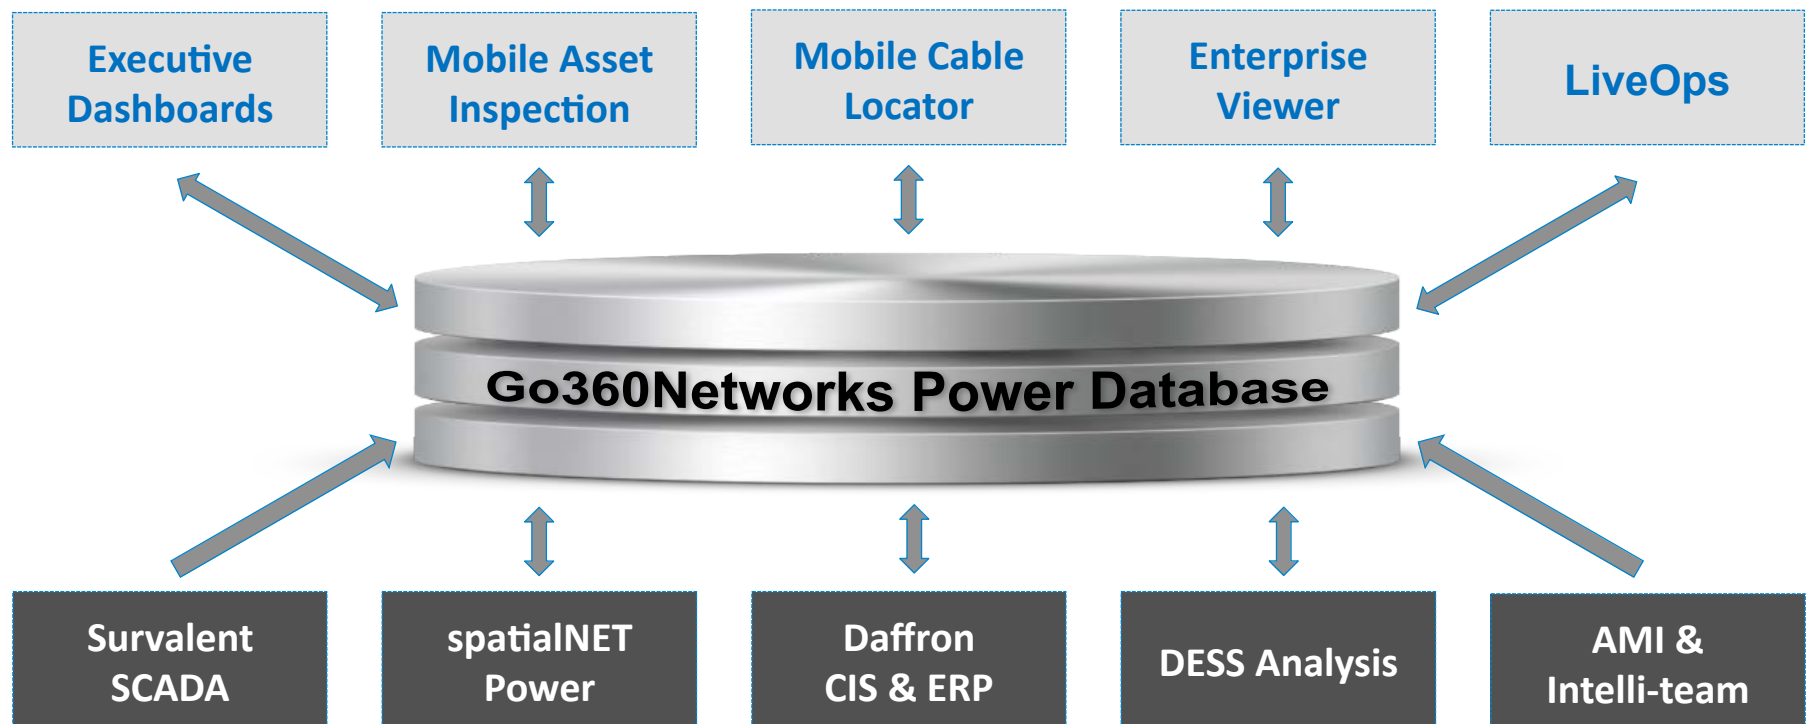 Executive
Dashboards
Mobile Asset
Inspection
Mobile Cable
Locator
Enterprise
Viewer
LiveOps
Go360Networks Power Database
Survalent
SCADA
spatialNET
Power
Daffron
CIS & ERP
DESS Analysis
AMI &
Intelli-team